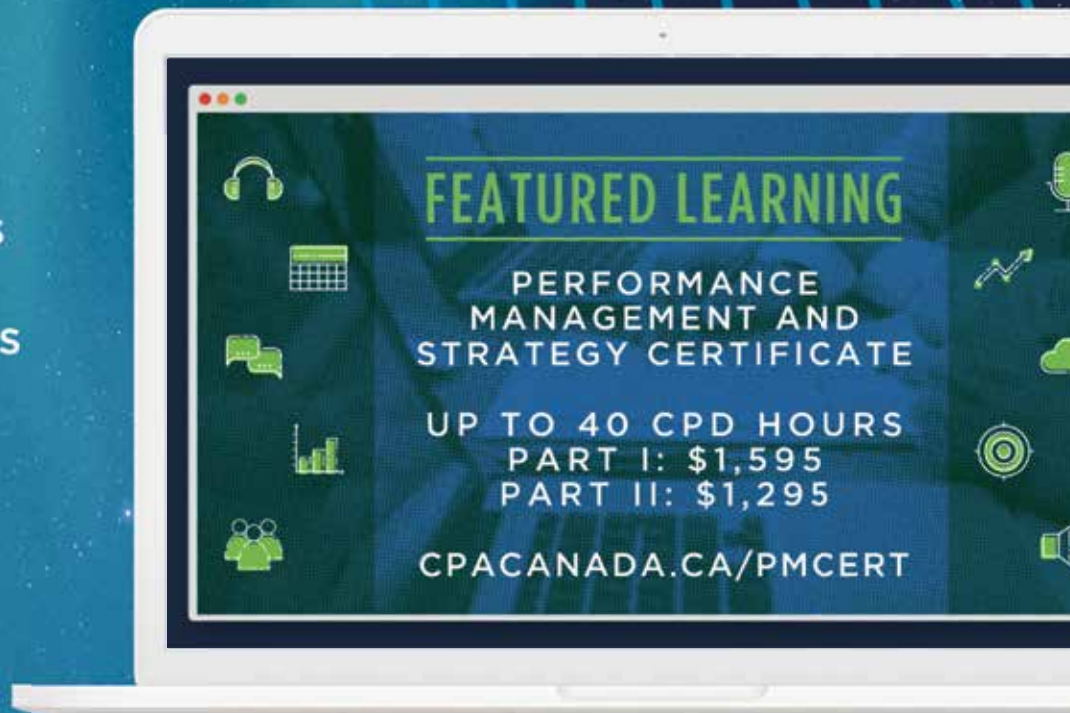 FEATURED LEARNING
PERFORMANCE
MANAGEMENT AND
STRATEGY CERTIFICATE
UP TO 40 CPD HOURS
PART I: $1,595
PART II: $1,295
CPACANADA.CA/PMCERT